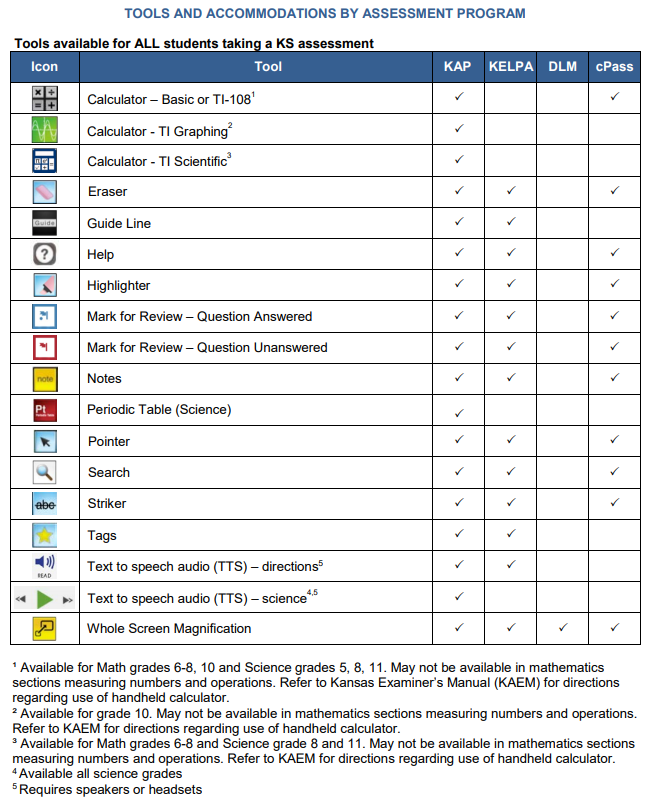 TOOLS AND ACCOMMODATIONS BY ASSESSMENT PROGRAM
Tools available for ALL students taking a KS assessment
Icon Tool KAP KELPA DLM cPass
Calculator – Basic or TI-108¹ ✓ ✓
Calculator - TI Graphing² ✓
Calculator - TI Scientific³ ✓
Eraser ✓ ✓ ✓
Guide Guide Line ✓ ✓
? Help ✓ ✓ ✓
Highlighter ✓ ✓ ✓
Mark for Review – Question Answered ✓ ✓ ✓
Mark for Review – Question Unanswered ✓ ✓ ✓
note Notes ✓ ✓ ✓
Pt Periodic Table (Science) ✓
Pointer ✓ ✓ ✓
Search ✓ ✓ ✓
abc Striker ✓ ✓ ✓
Tags ✓ ✓
READ Text to speech audio (TTS) – directions⁵ ✓ ✓
Text to speech audio (TTS) – science⁴,⁵ ✓
Whole Screen Magnification ✓ ✓ ✓ ✓
¹ Available for Math grades 6-8, 10 and Science grades 5, 8, 11. May not be available in mathematics
sections measuring numbers and operations. Refer to Kansas Examiner's Manual (KAEM) for directions
regarding use of handheld calculator.
² Available for grade 10. May not be available in mathematics sections measuring numbers and operations.
Refer to KAEM for directions regarding use of handheld calculator.
³ Available for Math grades 6-8 and Science grade 8 and 11. May not be available in mathematics sections
measuring numbers and operations. Refer to KAEM for directions regarding use of handheld calculator.
⁴ Available all science grades
⁵ Requires speakers or headsets